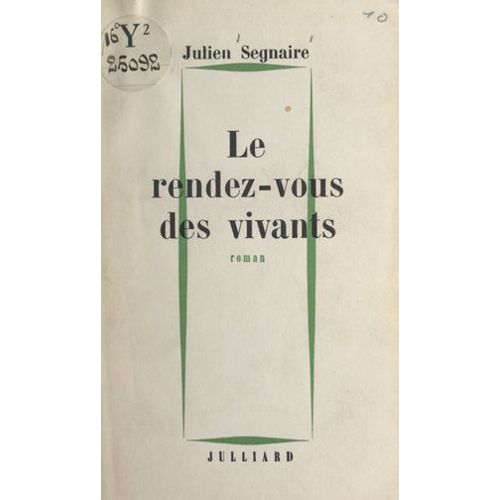 16° Y²
25092
10
Julien Segnaire
Le
rendez-vous
des vivants
roman
JULLIARD